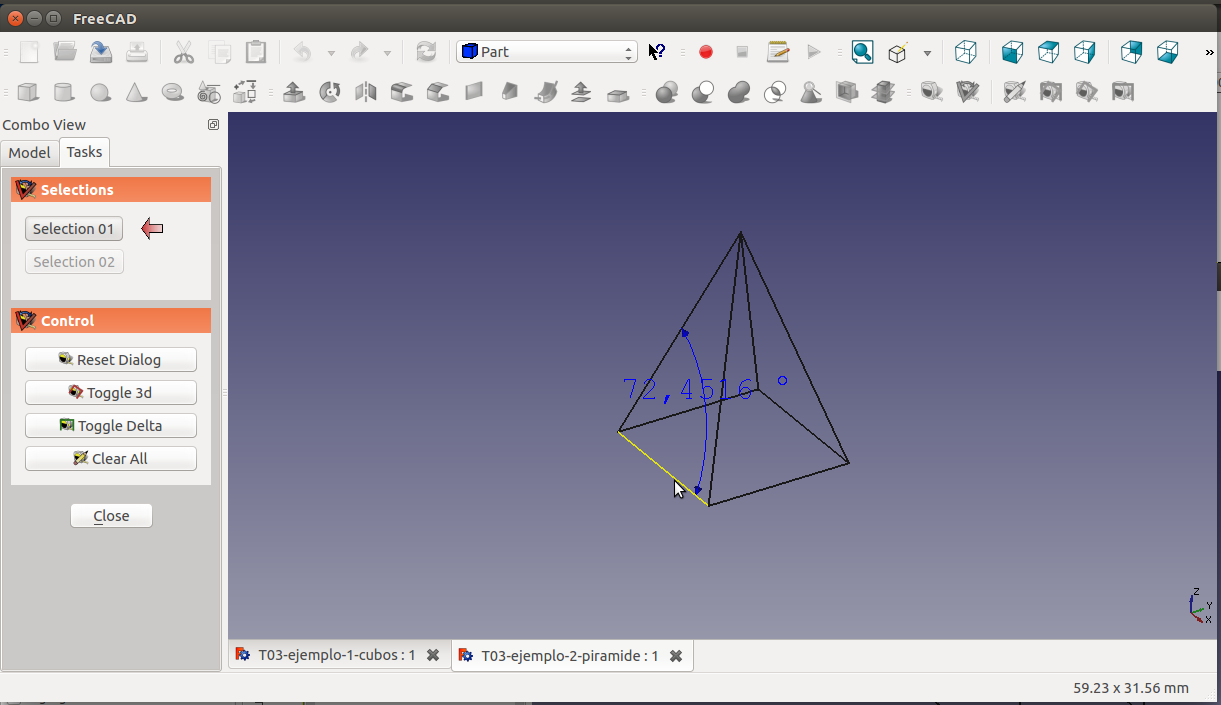 FreeCAD
Part
Combo View
Model Tasks
Selections
Selection 01
Selection 02
Control
Reset Dialog
Toggle 3d
Toggle Delta
Clear All
Close
72,4516 °
Z
Y
X
T03-ejemplo-1-cubos : 1
T03-ejemplo-2-piramide : 1
59.23 x 31.56 mm